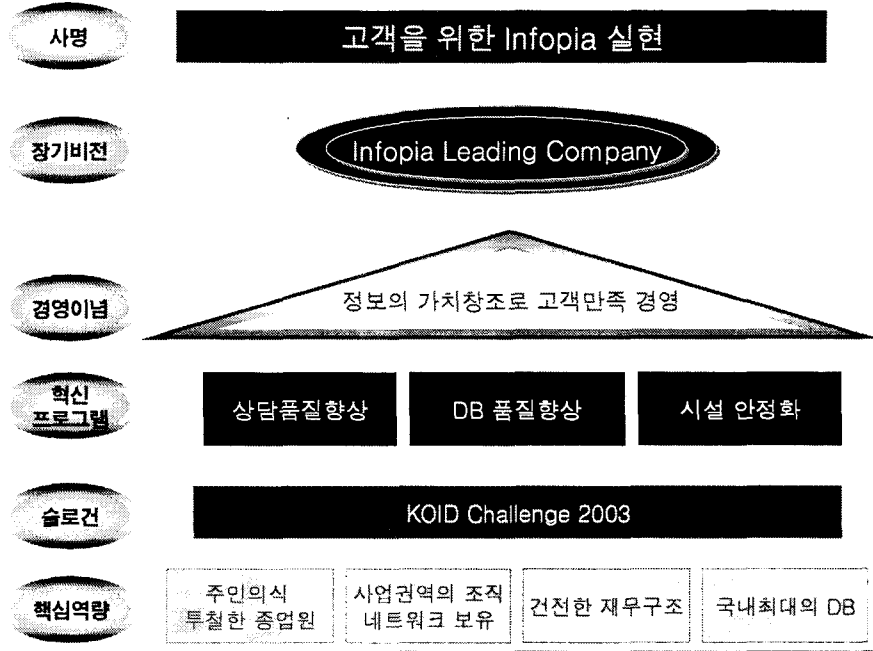 사명
고객을 위한 Infopia 실현
장기비전
Infopia Leading Company
경영이념
정보의 가치창조로 고객만족 경영
혁신
프로그램
상담품질향상
DB 품질향상
시설 안정화
슬로건
KOID Challenge 2003
핵심역량
주인의식
투철한 종업원
사업권역의 조직
네트워크 보유
건전한 재무구조
국내최대의 DB